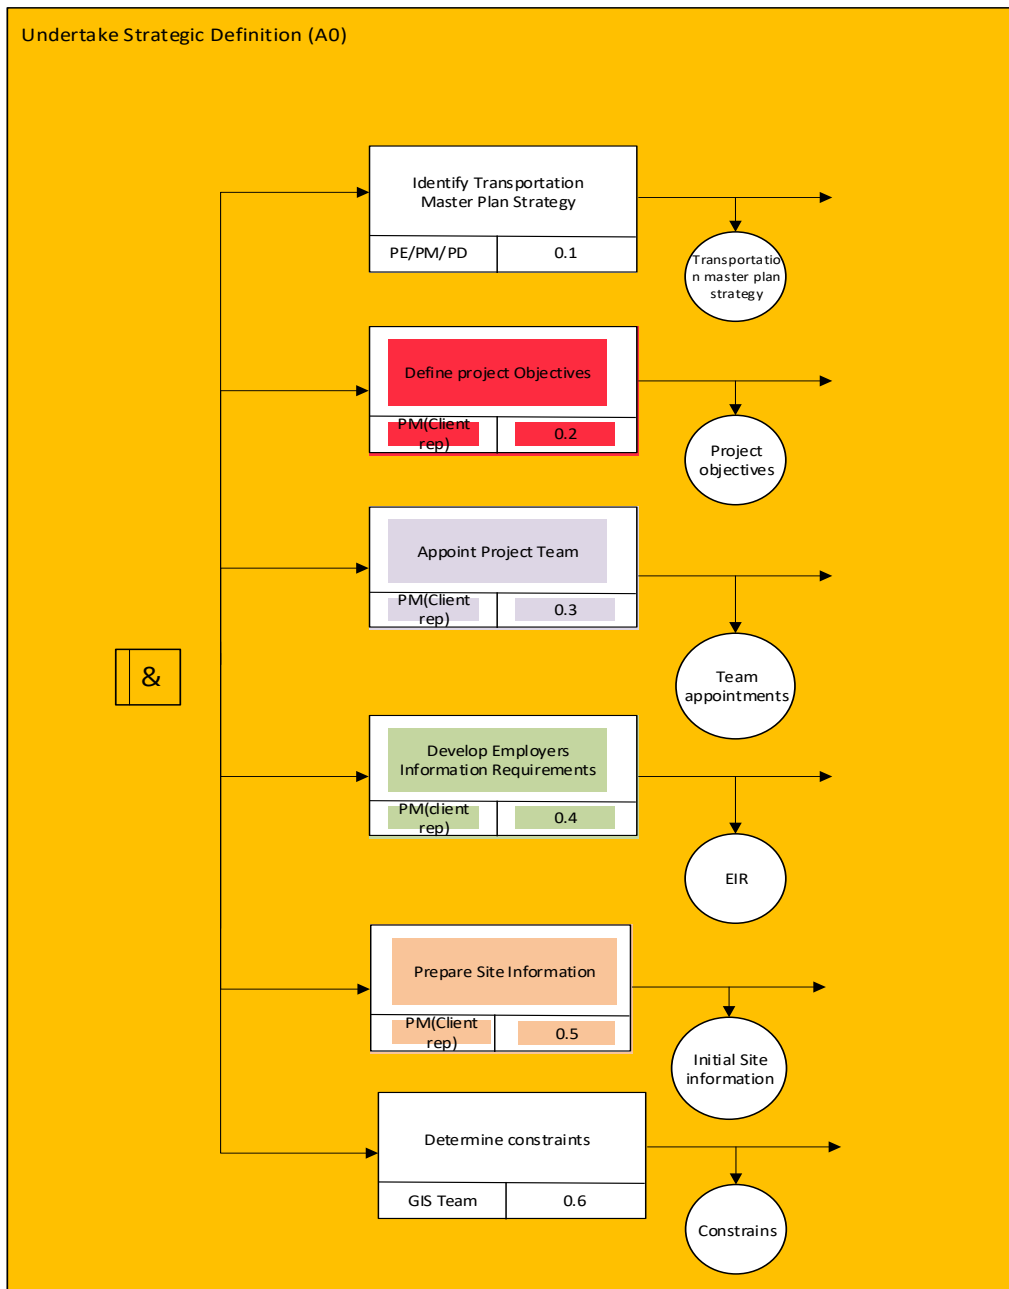 Undertake Strategic Definition (A0)
Identify Transportation
Master Plan Strategy
PE/PM/PD
0.1
Transportatio
n master plan
strategy
Define project Objectives
PM(Client
rep)
0.2
Project
objectives
Appoint Project Team
PM(Client
rep)
0.3
Team
appointments
&
Develop Employers
Information Requirements
PM(client
rep)
0.4
EIR
Prepare Site Information
PM(Client
rep)
0.5
Initial Site
information
Determine constraints
GIS Team
0.6
Constrains